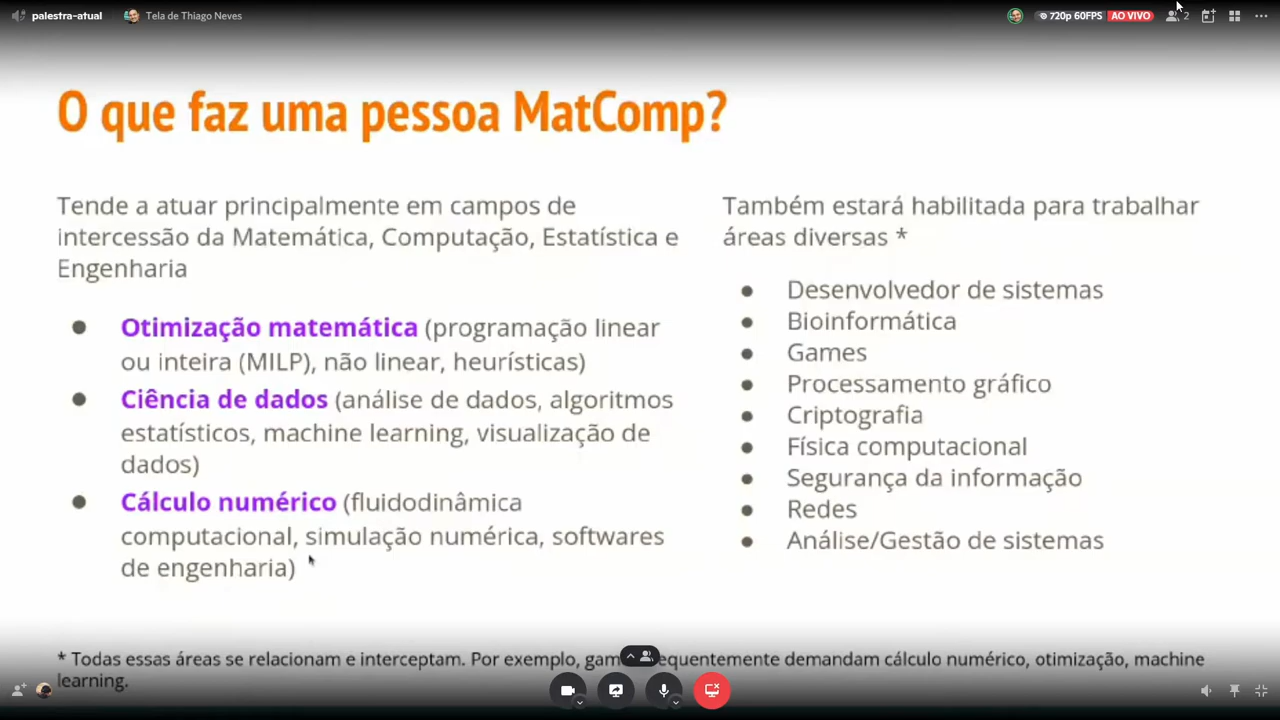 palestra-atual
Tela de Thiago Neves
720p 60FPS
AO VIVO
2
O que faz uma pessoa MatComp?
Tende a atuar principalmente em campos de
intercessão da Matemática, Computação, Estatística e
Engenharia
● Otimização matemática (programação linear
ou inteira (MILP), não linear, heurísticas)
● Ciência de dados (análise de dados, algoritmos
estatísticos, machine learning, visualização de
dados)
● Cálculo numérico (fluidodinâmica
computacional, simulação numérica, softwares
de engenharia)
Também estará habilitada para trabalhar
áreas diversas *
● Desenvolvedor de sistemas
● Bioinformática
● Games
● Processamento gráfico
● Criptografia
● Física computacional
● Segurança da informação
● Redes
● Análise/Gestão de sistemas
* Todas essas áreas se relacionam e interceptam. Por exemplo, demandam cálculo numérico, otimização, machine
learning.